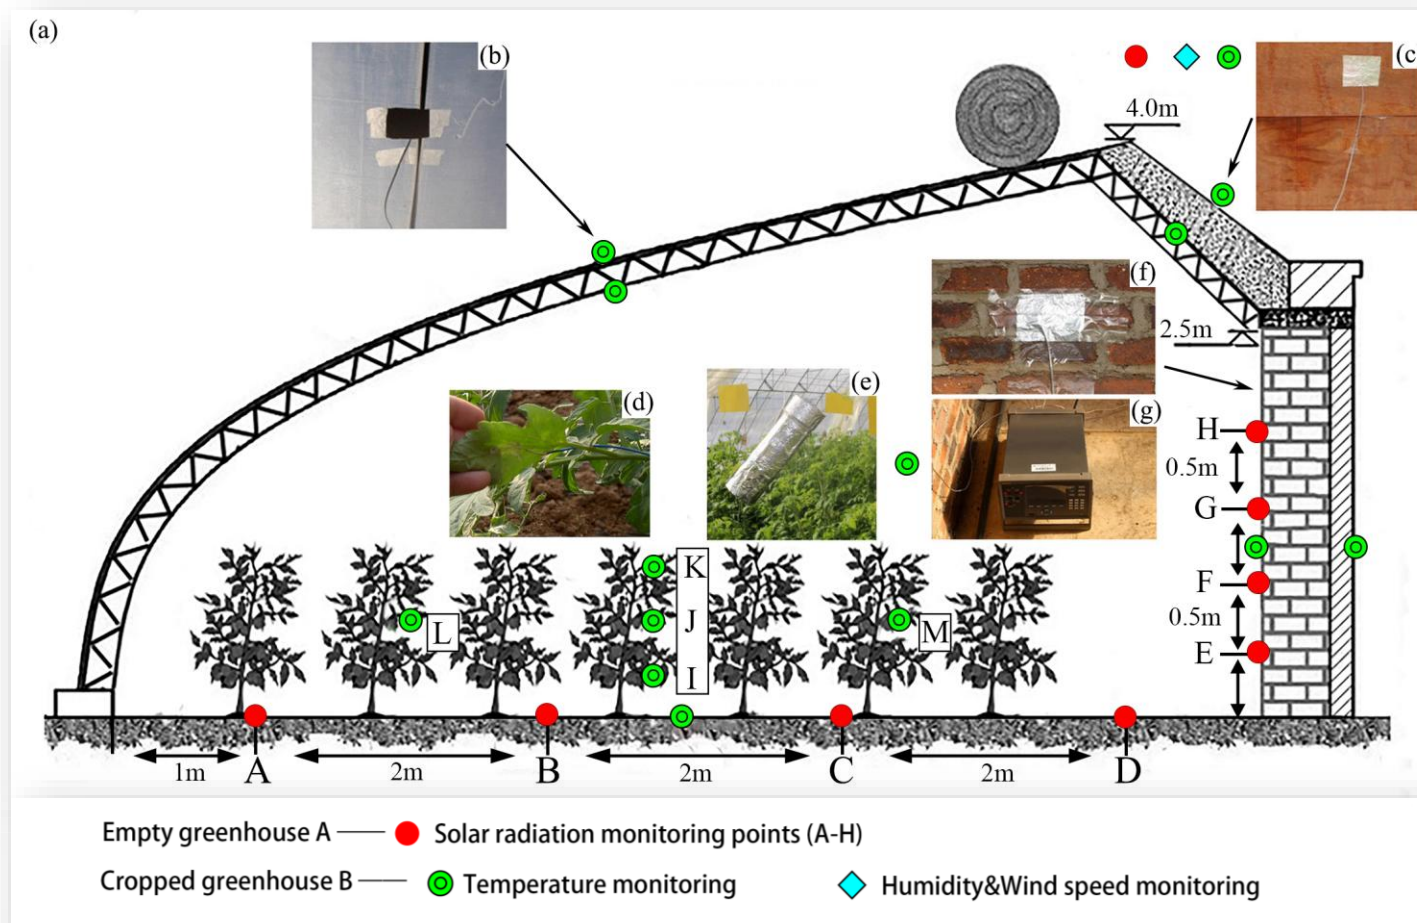 (a)
(b)
(c
4.0m
(f)
2.5m
(d)
(e)
(g)
H
0.5m
G
K
F
L
J
M
0.5m
I
E
1m
A
2m
B
2m
C
2m
D
Empty greenhouse A
Solar radiation monitoring points (A-H)
Cropped greenhouse B
Temperature monitoring
Humidity&Wind speed monitoring